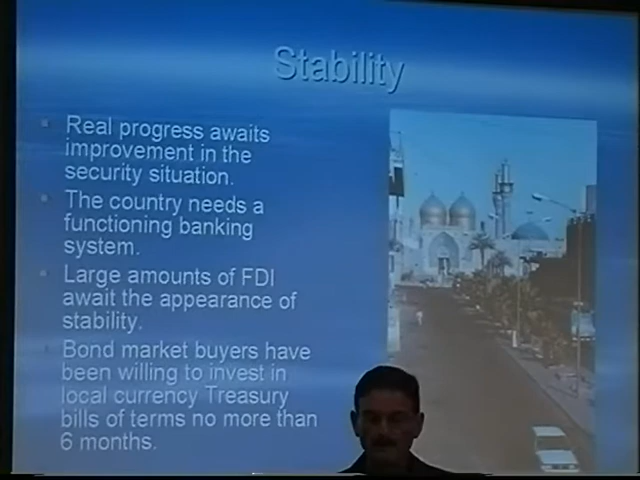 Stability
Real progress awaits
improvement in the
security situation.
The country needs a
functioning banking
system.
Large amounts of FDI
await the appearance of
stability.
Bond market buyers have
been willing to invest in
local currency Treasury
bills of terms no more than
6 months.